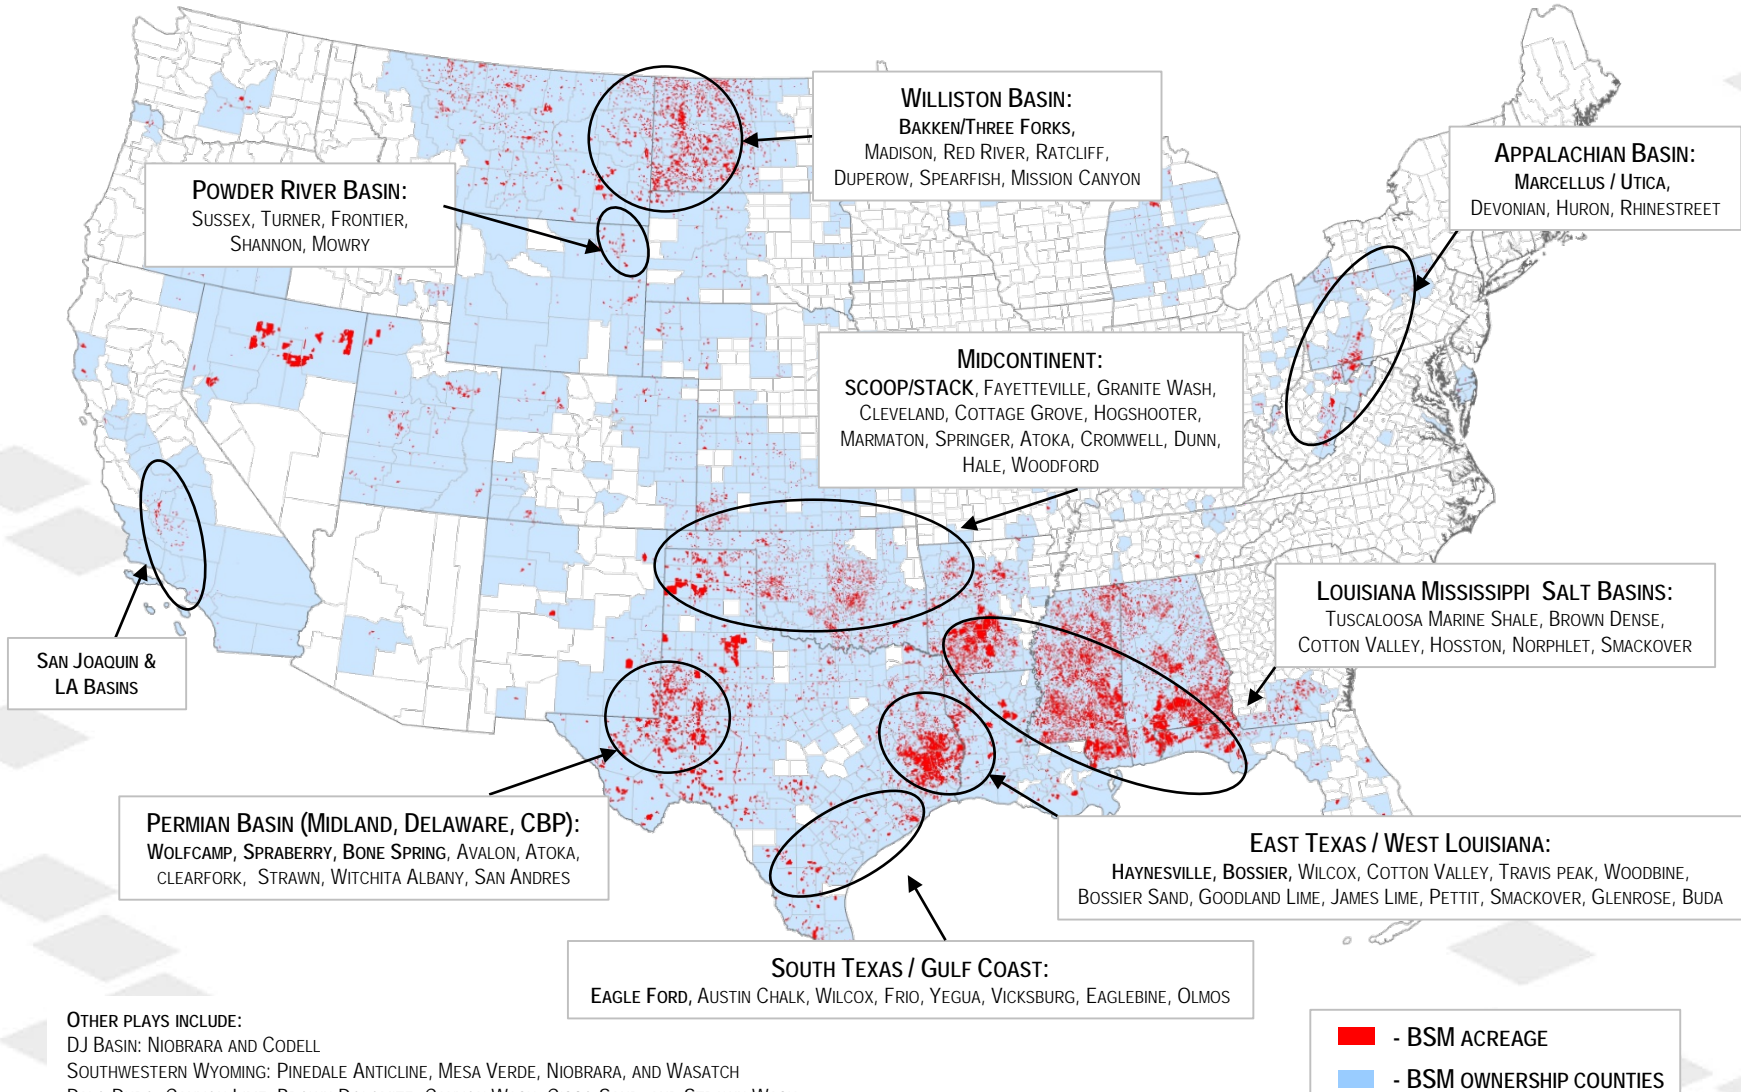 WILLISTON BASIN:
BAKKEN/THREE FORKS,
MADISON, RED RIVER, RATCLIFF,
DUPEROW, SPEARFISH, MISSION CANYON
APPALACHIAN BASIN:
MARCELLUS / UTICA,
DEVONIAN, HURON, RHINESTREET
POWDER RIVER BASIN:
SUSSEX, TURNER, FRONTIER,
SHANNON, MOWRY
MIDCONTINENT:
SCOOP/STACK, FAYETTEVILLE, GRANITE WASH,
CLEVELAND, COTTAGE GROVE, HOGSHOOTER,
MARMATON, SPRINGER, ATOKA, CROMWELL, DUNN,
HALE, WOODFORD
LOUISIANA MISSISSIPPI SALT BASINS:
TUSCALOOSA MARINE SHALE, BROWN DENSE,
COTTON VALLEY, HOSSTON, NORPHLET, SMACKOVER
SAN JOAQUIN &
LA BASINS
PERMIAN BASIN (MIDLAND, DELAWARE, CBP):
WOLFCAMP, SPRABERRY, BONE SPRING, AVALON, ATOKA,
CLEARFORK, STRAWN, WITCHITA ALBANY, SAN ANDRES
EAST TEXAS / WEST LOUISIANA:
HAYNESVILLE, BOSSIER, WILCOX, COTTON VALLEY, TRAVIS PEAK, WOODBINE,
BOSSIER SAND, GOODLAND LIME, JAMES LIME, PETTIT, SMACKOVER, GLENROSE, BUDA
SOUTH TEXAS / GULF COAST:
EAGLE FORD, AUSTIN CHALK, WILCOX, FRIO, YEGUA, VICKSBURG, EAGLEBINE, OLMOS
OTHER PLAYS INCLUDE:
DJ BASIN: NIOBRARA AND CODELL
SOUTHWESTERN WYOMING: PINEDALE ANTICLINE, MESA VERDE, NIOBRARA, AND WASATCH
- BSM ACREAGE
- BSM OWNERSHIP COUNTIES